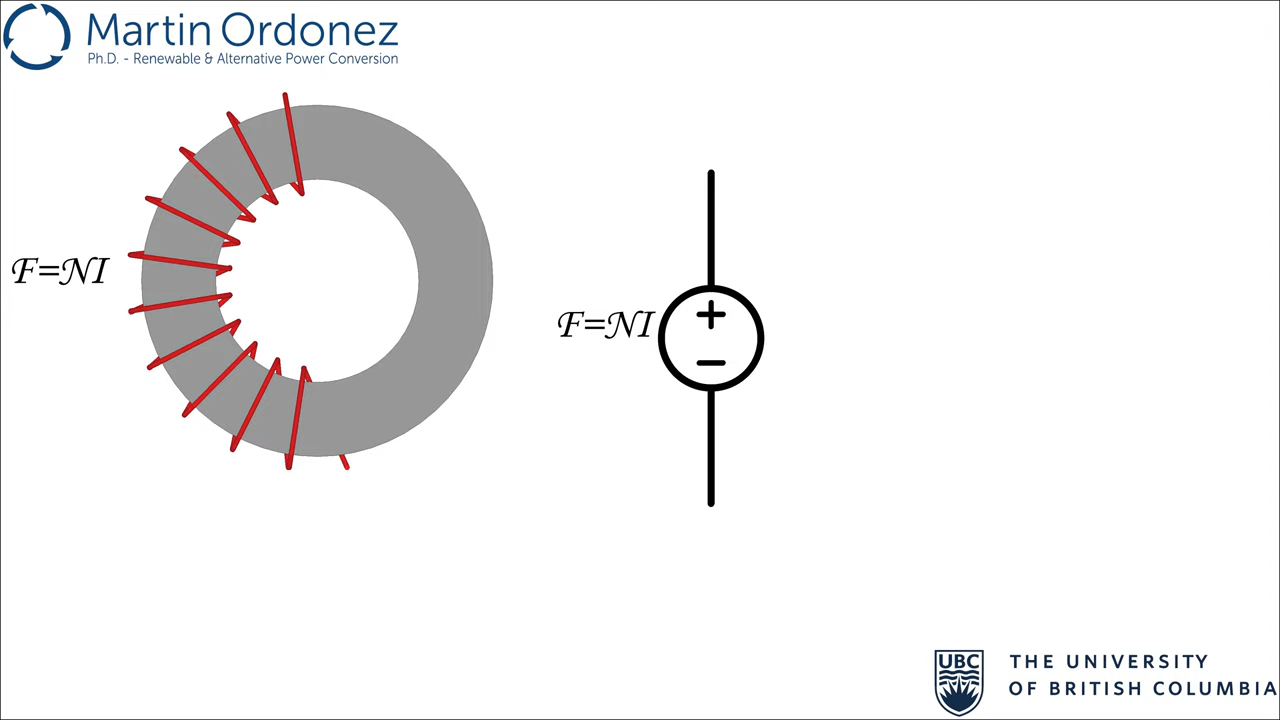 Martin Ordonez
Ph.D. - Renewable & Alternative Power Conversion
ℱ=𝒩I
ℱ=𝒩I
+
−
UBC
THE UNIVERSITY
OF BRITISH COLUMBIA